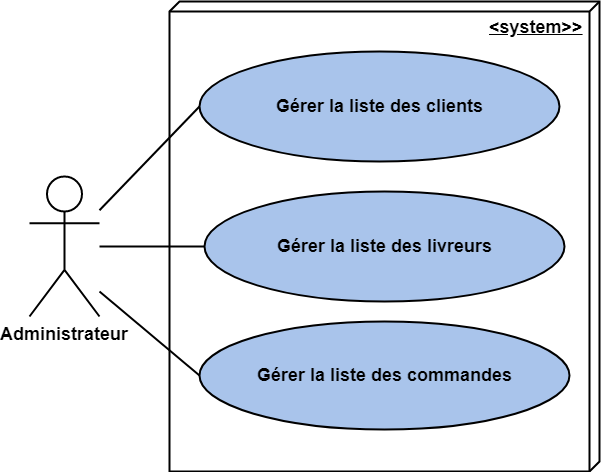 <system>>
Gérer la liste des clients
Gérer la liste des livreurs
Administrateur
Gérer la liste des commandes